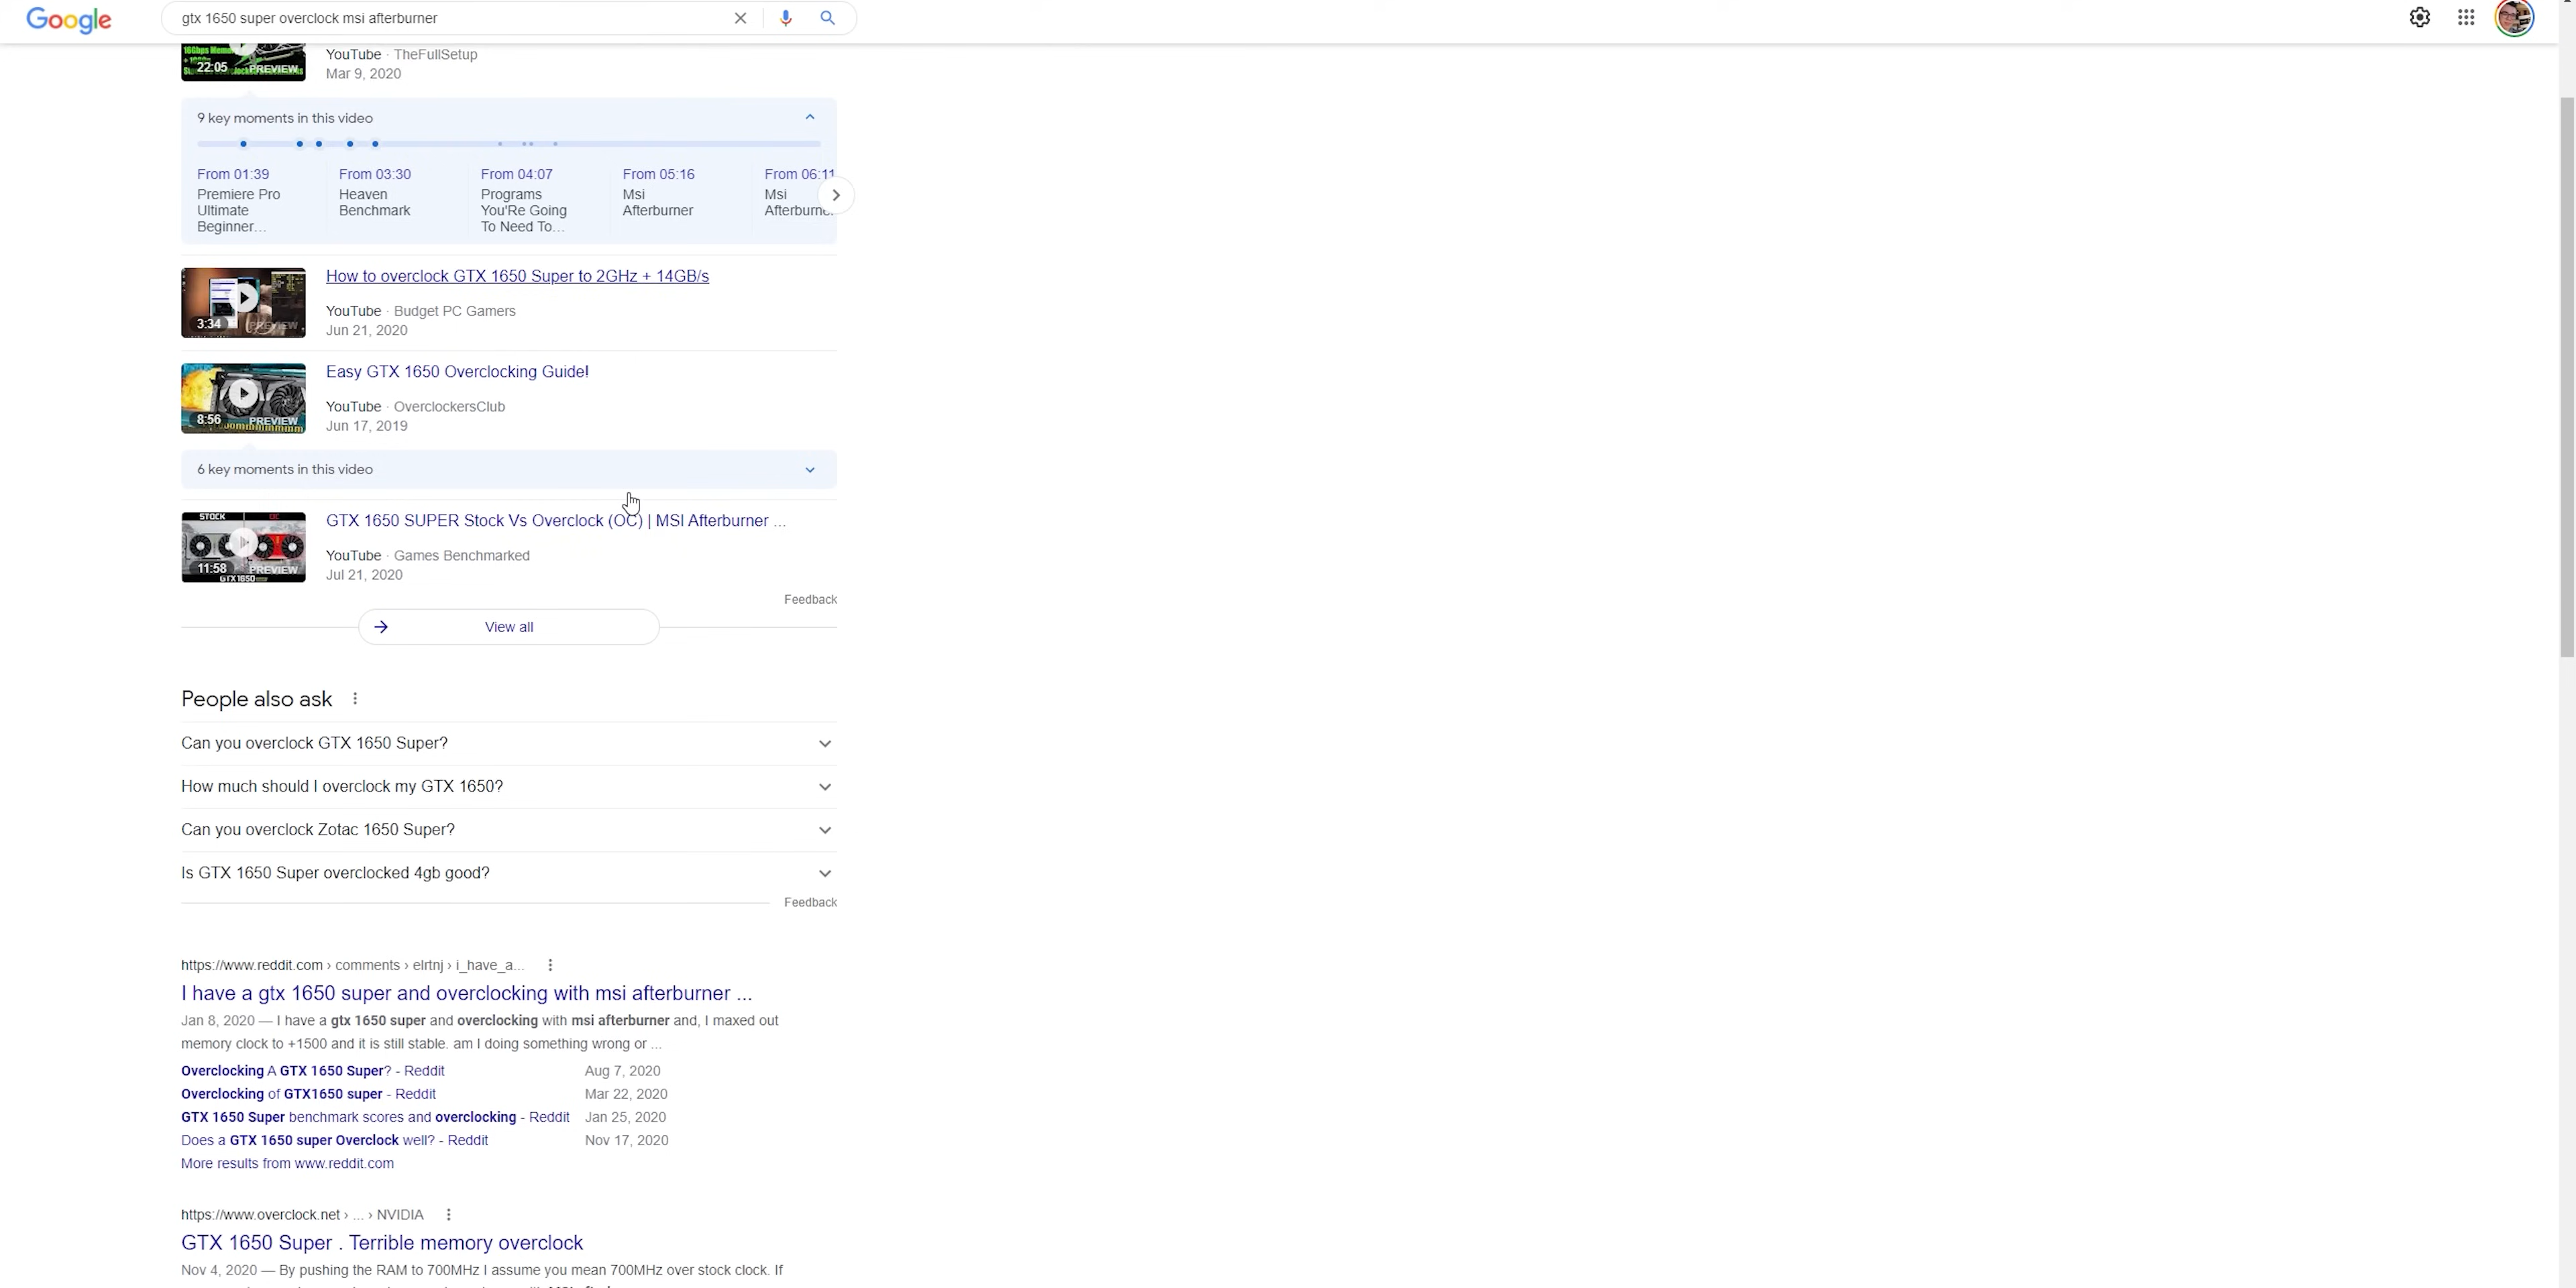 Google
gtx 1650 super overclock msi afterburner
22:05
PREVIEW
YouTube · TheFullSetup
Mar 9, 2020
9 key moments in this video
From 01:39
Premiere Pro
Ultimate
Beginner...
From 03:30
Heaven
Benchmark
From 04:07
Programs
You'Re Going
To Need To...
From 05:16
Msi
Afterburner
From 06:11
Msi
Afterburne
How to overclock GTX 1650 Super to 2GHz + 14GB/s
3:34
PREVIEW
YouTube · Budget PC Gamers
Jun 21, 2020
Easy GTX 1650 Overclocking Guide!
8:56
PREVIEW
YouTube · OverclockersClub
Jun 17, 2019
6 key moments in this video
STOCK
OC
11:58
PREVIEW
GTX 1650
GTX 1650 SUPER Stock Vs Overclock (OC) | MSI Afterburner ...
YouTube · Games Benchmarked
Jul 21, 2020
Feedback
View all
People also ask
Can you overclock GTX 1650 Super?
How much should I overclock my GTX 1650?
Can you overclock Zotac 1650 Super?
Is GTX 1650 Super overclocked 4gb good?
Feedback
https://www.reddit.com › comments › elrtnj › i_have_a...
I have a gtx 1650 super and overclocking with msi afterburner ...
Jan 8, 2020 — I have a gtx 1650 super and overclocking with msi afterburner and, I maxed out
memory clock to +1500 and it is still stable. am I doing something wrong or ...
Overclocking A GTX 1650 Super? - Reddit Aug 7, 2020
Overclocking of GTX1650 super - Reddit Mar 22, 2020
GTX 1650 Super benchmark scores and overclocking - Reddit Jan 25, 2020
Does a GTX 1650 super Overclock well? - Reddit Nov 17, 2020
More results from www.reddit.com
https://www.overclock.net › ... › NVIDIA
GTX 1650 Super . Terrible memory overclock
Nov 4, 2020 — By pushing the RAM to 700MHz I assume you mean 700MHz over stock clock. If